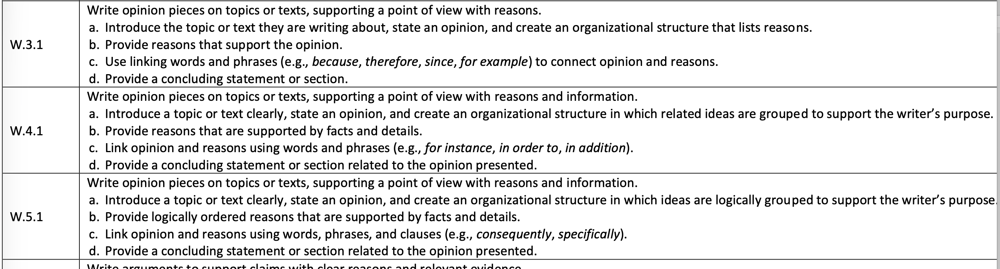 Write opinion pieces on topics or texts, supporting a point of view with reasons.
a. Introduce the topic or text they are writing about, state an opinion, and create an organizational structure that lists reasons.
W.3.1
b. Provide reasons that support the opinion.
c. Use linking words and phrases (e.g., because, therefore, since, for example) to connect opinion and reasons.
d. Provide a concluding statement or section.
Write opinion pieces on topics or texts, supporting a point of view with reasons and information.
a. Introduce a topic or text clearly, state an opinion, and create an organizational structure in which related ideas are grouped to support the writer’s purpose.
W.4.1
b. Provide reasons that are supported by facts and details.
c. Link opinion and reasons using words and phrases (e.g., for instance, in order to, in addition).
d. Provide a concluding statement or section related to the opinion presented.
Write opinion pieces on topics or texts, supporting a point of view with reasons and information.
a. Introduce a topic or text clearly, state an opinion, and create an organizational structure in which ideas are logically grouped to support the writer’s purpose.
W.5.1
b. Provide logically ordered reasons that are supported by facts and details.
c. Link opinion and reasons using words, phrases, and clauses (e.g., consequently, specifically).
d. Provide a concluding statement or section related to the opinion presented.
Write arguments to support claims with clear reasons and relevant evidence.